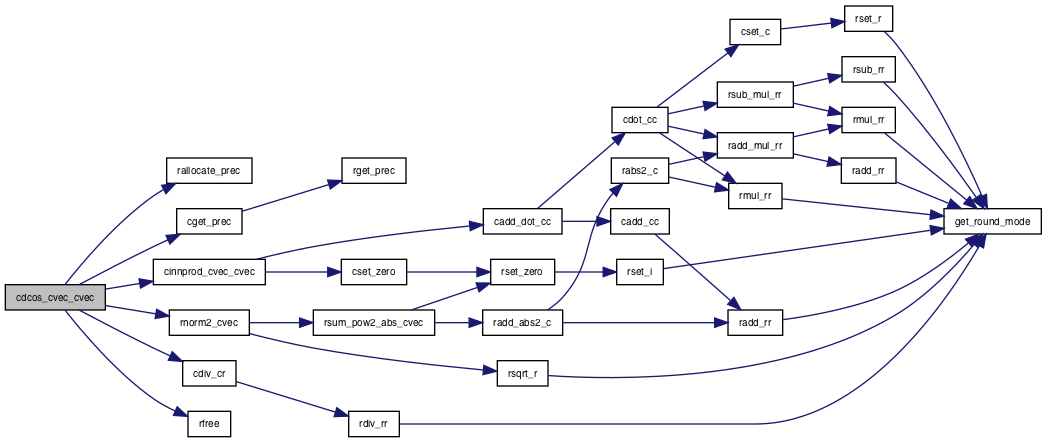 cdcos_cvec_cvec
rallocate_prec
cget_prec
rget_prec
cinnprod_cvec_cvec
rnorm2_cvec
cdiv_cr
rfree
cset_zero
rsum_pow2_abs_cvec
rdiv_rr
cadd_dot_cc
rset_zero
radd_abs2_c
rsqrt_r
cdot_cc
rabs2_c
cadd_cc
rset_i
cset_c
rsub_mul_rr
radd_mul_rr
rmul_rr
radd_rr
rset_r
rsub_rr
rmul_rr
radd_rr
get_round_mode